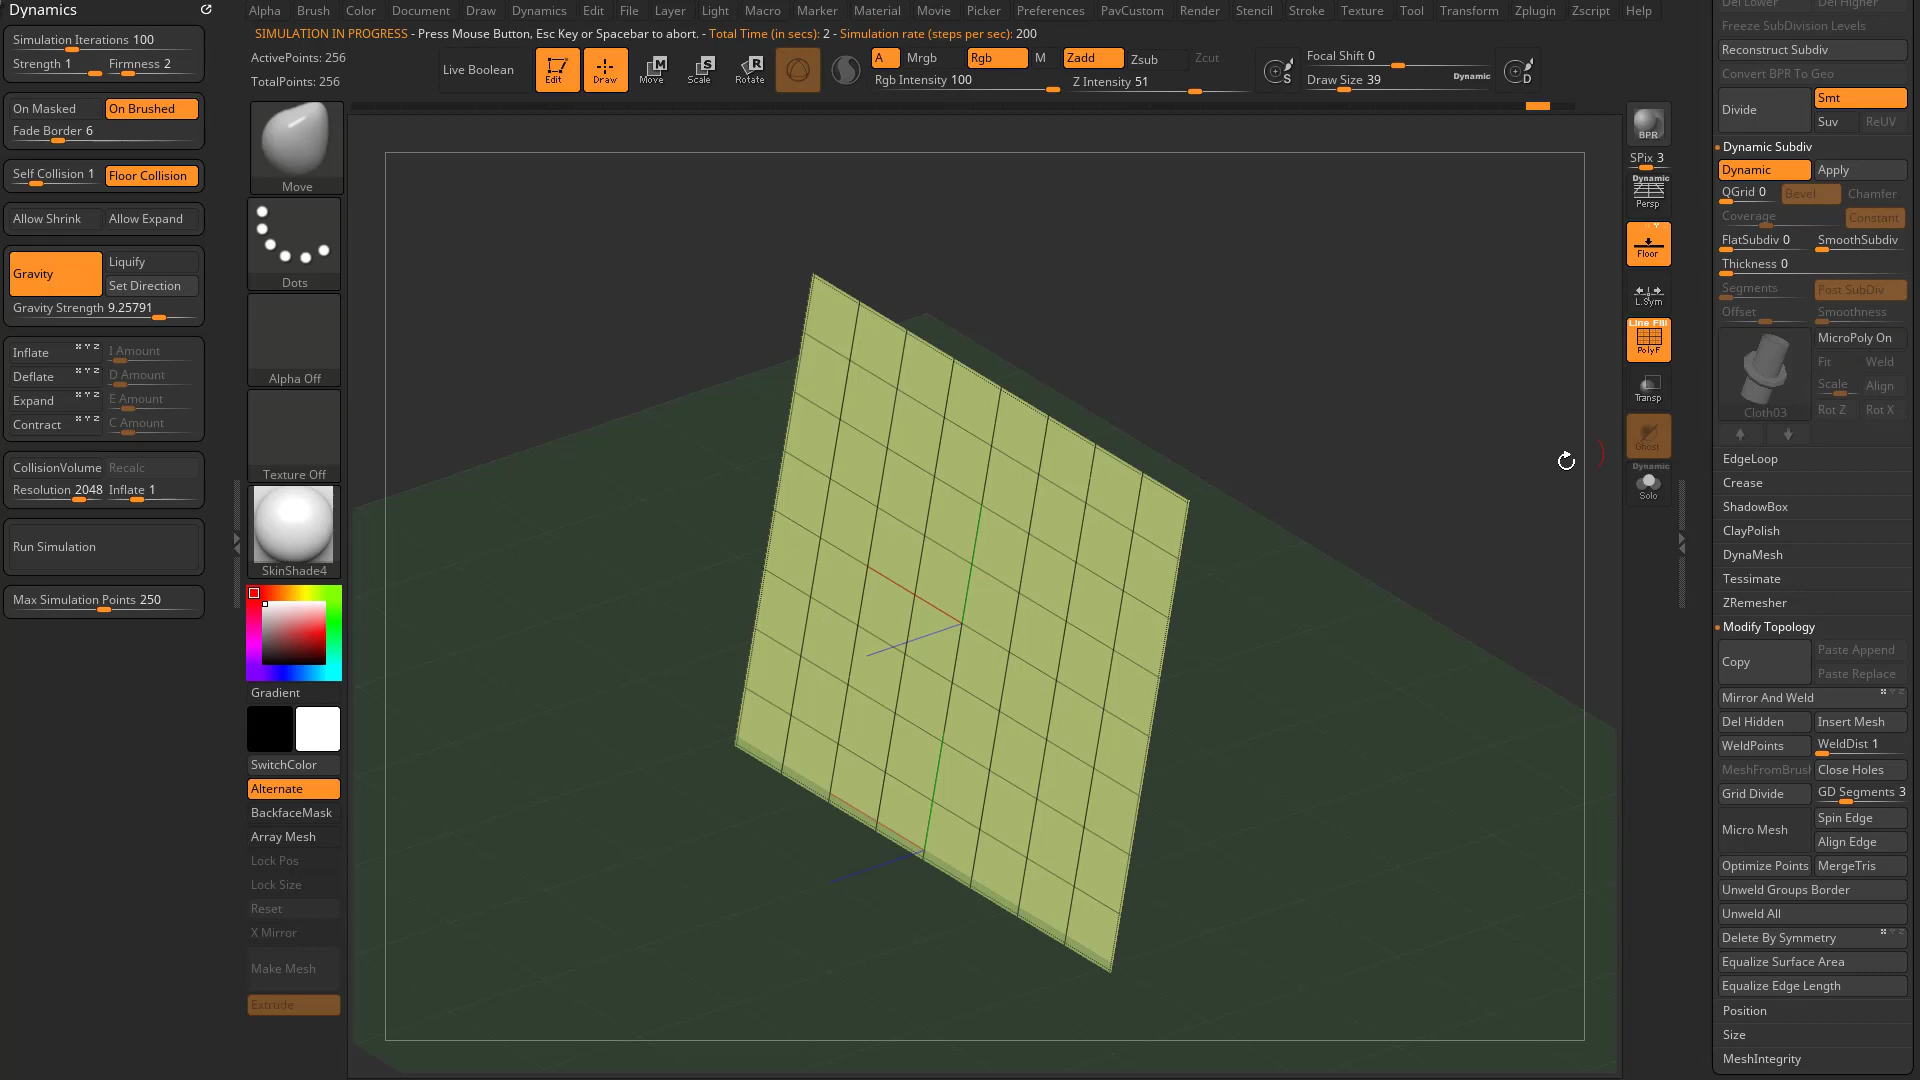 Dynamics
Simulation Iterations 100
Strength 1 Firmness 2
On Masked On Brushed
Fade Border 6
Self Collision 1 Floor Collision
Allow Shrink Allow Expand
Gravity
Liquify
Set Direction
Gravity Strength 9.25791
Inflate X Y Z I Amount
Deflate X Y Z D Amount
Expand X Y Z E Amount
Contract X Y Z C Amount
CollisionVolume Recalc
Resolution 2048 Inflate 1
Run Simulation
Max Simulation Points 250
Alpha Brush Color Document Draw Dynamics Edit File Layer Light Macro Marker Material Movie Picker Preferences PavCustom Render Stencil Stroke Texture Tool Transform Zplugin Zscript Help
SIMULATION IN PROGRESS - Press Mouse Button, Esc Key or Spacebar to abort. - Total Time (in secs): 2 - Simulation rate (steps per sec): 200
ActivePoints: 256
TotalPoints: 256
Live Boolean
Edit
Draw
M
Move
S
Scale
R
Rotate
A Mrgb Rgb M Zadd Zsub Zcut
Rgb Intensity 100 Z Intensity 51
S
Focal Shift 0
Draw Size 39 Dynamic
D
Move
Dots
Alpha Off
Texture Off
SkinShade4
Gradient
SwitchColor
Alternate
BackfaceMask
Array Mesh
Lock Pos
Lock Size
Reset
X Mirror
Make Mesh
Extrude
BPR
SPix 3
Dynamic
Persp
Floor
L.Sym
Line Fill
PolyF
Transp
Ghost
Dynamic
Solo
Del Lower Del Higher
Freeze SubDivision Levels
Reconstruct Subdiv
Convert BPR To Geo
Divide
Smt
Suv ReUV
Dynamic Subdiv
Dynamic Apply
QGrid 0 Bevel Chamfer
Coverage Constant
FlatSubdiv 0 SmoothSubdiv
Thickness 0
Segments Post SubDiv
Offset Smoothness
MicroPoly On
Fit Weld
Scale Align
Cloth03 Rot Z Rot X
EdgeLoop
Crease
ShadowBox
ClayPolish
DynaMesh
Tessimate
ZRemesher
Modify Topology
Copy
Paste Append
Paste Replace
Mirror And Weld X Y Z
Del Hidden Insert Mesh
WeldPoints WeldDist 1
MeshFromBrush Close Holes
Grid Divide GD Segments 3
Micro Mesh
Spin Edge
Align Edge
Optimize Points MergeTris
Unweld Groups Border
Unweld All
Delete By Symmetry X Y Z
Equalize Surface Area
Equalize Edge Length
Position
Size
MeshIntegrity